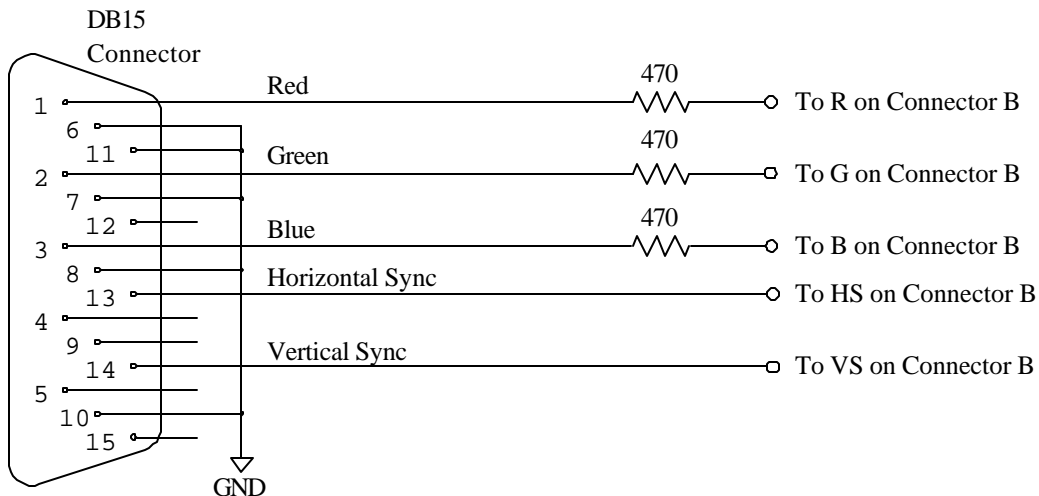 DB15
Connector
470
Red
1
To R on Connector B
6
470
11
Green
2
To G on Connector B
7
470
12
Blue
3
To B on Connector B
8
Horizontal Sync
13
To HS on Connector B
4
9
Vertical Sync
14
To VS on Connector B
5
10
15
GND